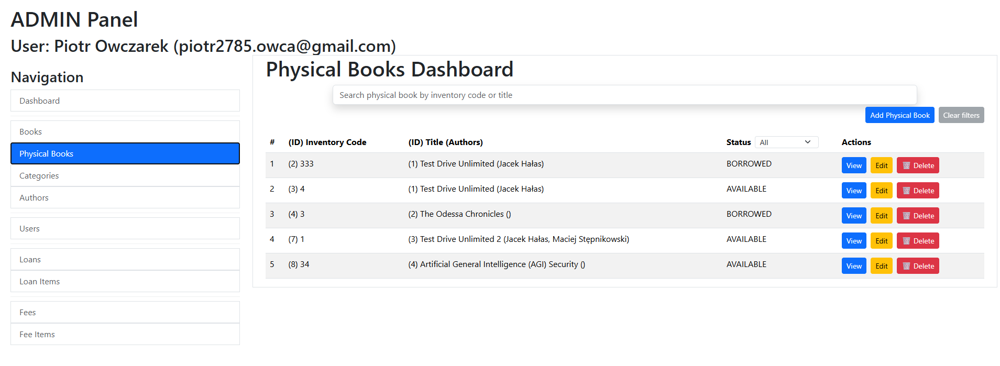 ADMIN Panel
User: Piotr Owczarek (piotr2785.owca@gmail.com)
Navigation
Dashboard
Books
Physical Books
Categories
Authors
Users
Loans
Loan Items
Fees
Fee Items
Physical Books Dashboard
Search physical book by inventory code or title
Add Physical Book Clear filters
# (ID) Inventory Code (ID) Title (Authors) Status All Actions
1 (2) 333 (1) Test Drive Unlimited (Jacek Hałas) BORROWED View Edit Delete
2 (3) 4 (1) Test Drive Unlimited (Jacek Hałas) AVAILABLE View Edit Delete
3 (4) 3 (2) The Odessa Chronicles () BORROWED View Edit Delete
4 (7) 1 (3) Test Drive Unlimited 2 (Jacek Hałas, Maciej Stępnikowski) AVAILABLE View Edit Delete
5 (8) 34 (4) Artificial General Intelligence (AGI) Security () AVAILABLE View Edit Delete